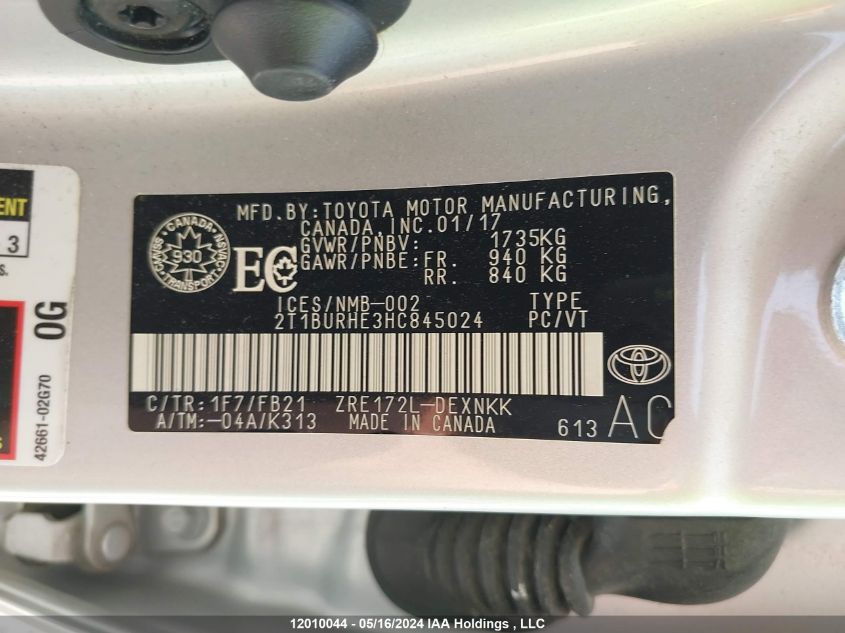 ENT
3
s.
0G
42661-02G70
s
CANADA
CMVSS
NSVAC
930
TRANSPORT
EC
MFD.BY:TOYOTA MOTOR MANUFACTURING,
CANADA,INC.01/17
GVWR/PNBV: 1735KG
GAWR/PNBE:FR. 940 KG
RR. 840 KG
ICES/NMB-002 TYPE
2T1BURHE3HC845024 PC/VT
C/TR:1F7/FB21 ZRE172L-DEXNKK
A/TM:-04A/K313 MADE IN CANADA
613 AC
12010044 - 05/16/2024 IAA Holdings , LLC